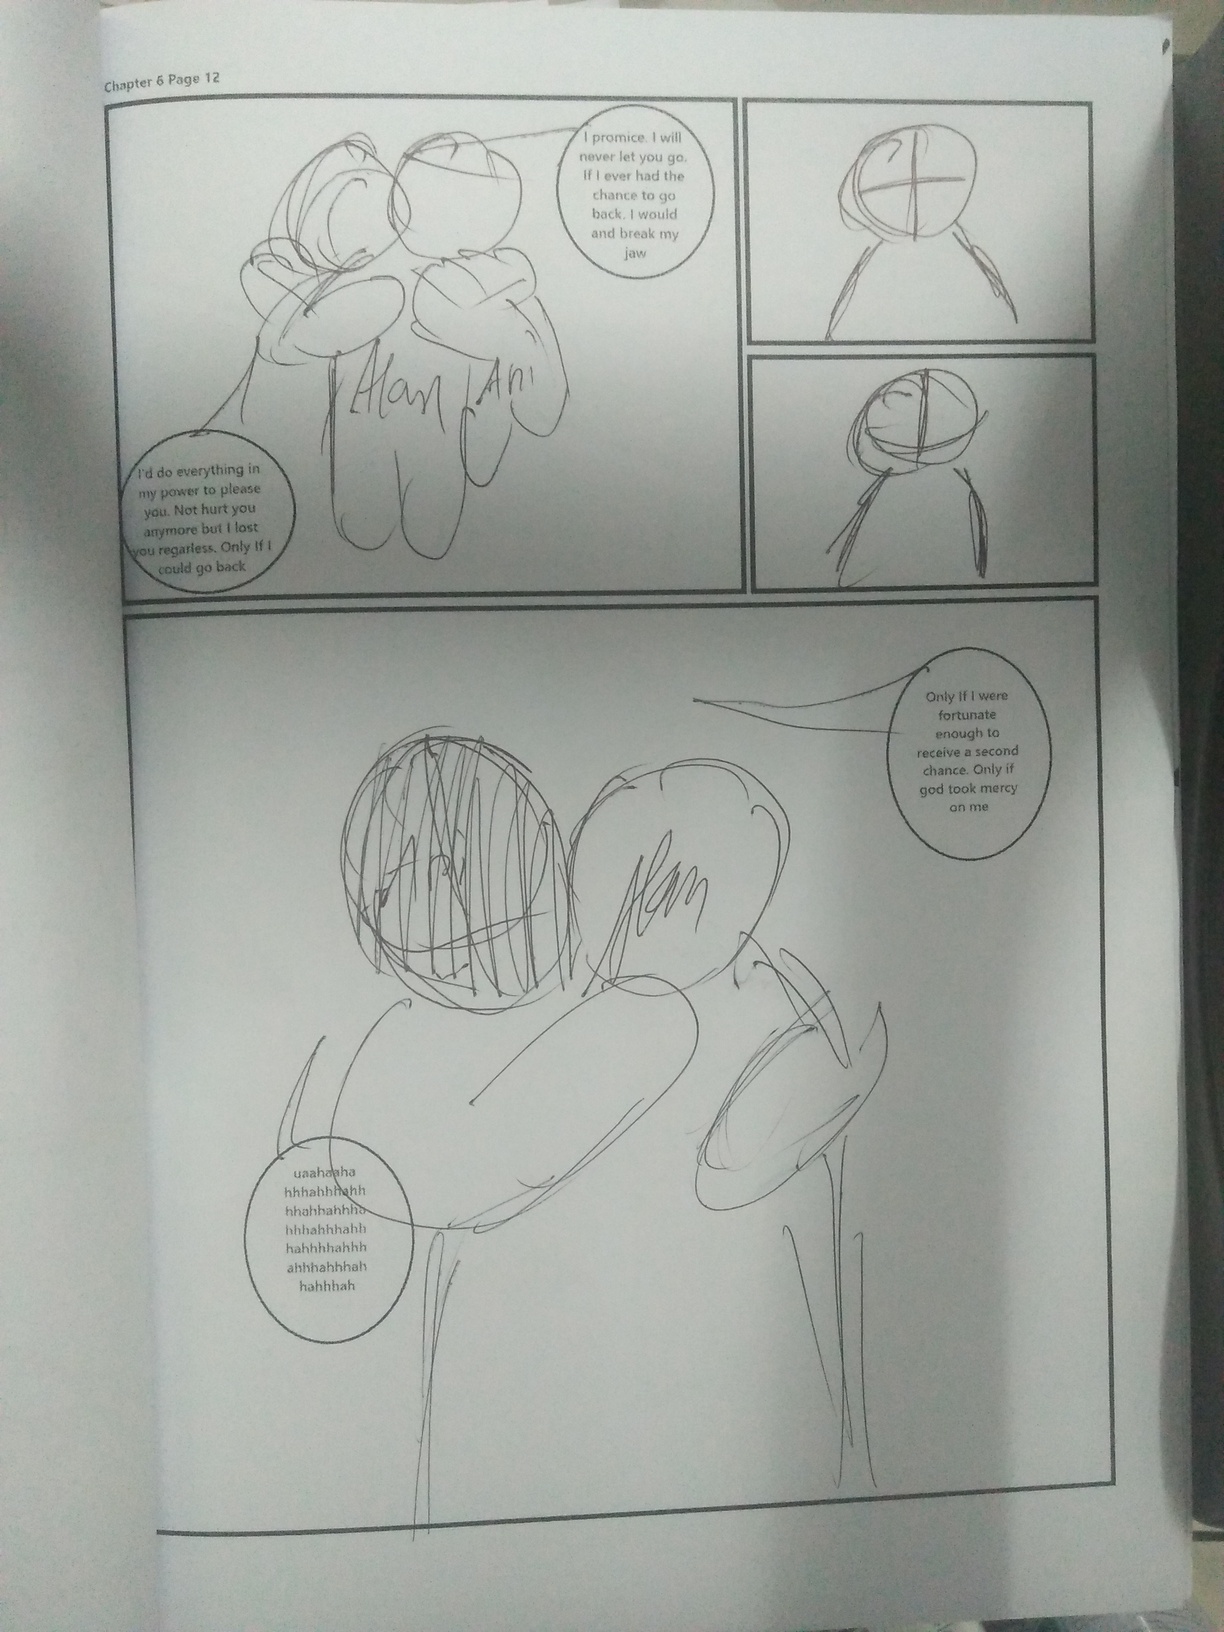 Chapter 6 Page 12
I promice. I will
never let you go.
If I ever had the
chance to go
back. I would
and break my
jaw
Alan
Ani
I'd do everything in
my power to please
you. Not hurt you
anymore but I lost
you regarless. Only If I
could go back
Only If I were
fortunate
enough to
receive a second
chance. Only if
god took mercy
on me
Ani
Alan
uaahaaha
hhhahhhahh
hhahhahhha
hhhahhhahh
hahhhhahhh
ahhhahhhah
hahhhah